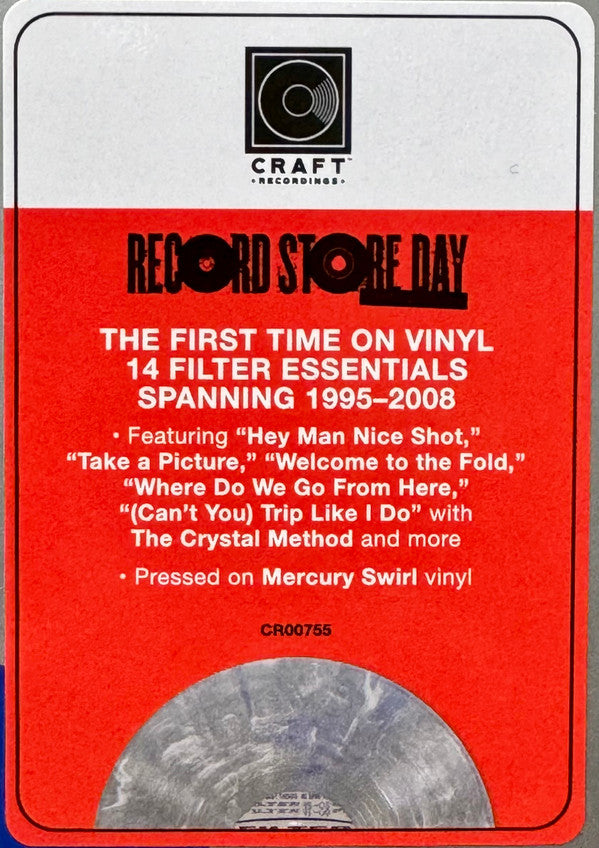 CRAFT™
• RECORDINGS •
RECORD STORE DAY
THE FIRST TIME ON VINYL
14 FILTER ESSENTIALS
SPANNING 1995–2008
• Featuring “Hey Man Nice Shot,”
“Take a Picture,” “Welcome to the Fold,”
“Where Do We Go From Here,”
“(Can’t You) Trip Like I Do” with
The Crystal Method and more
• Pressed on Mercury Swirl vinyl
CR00755